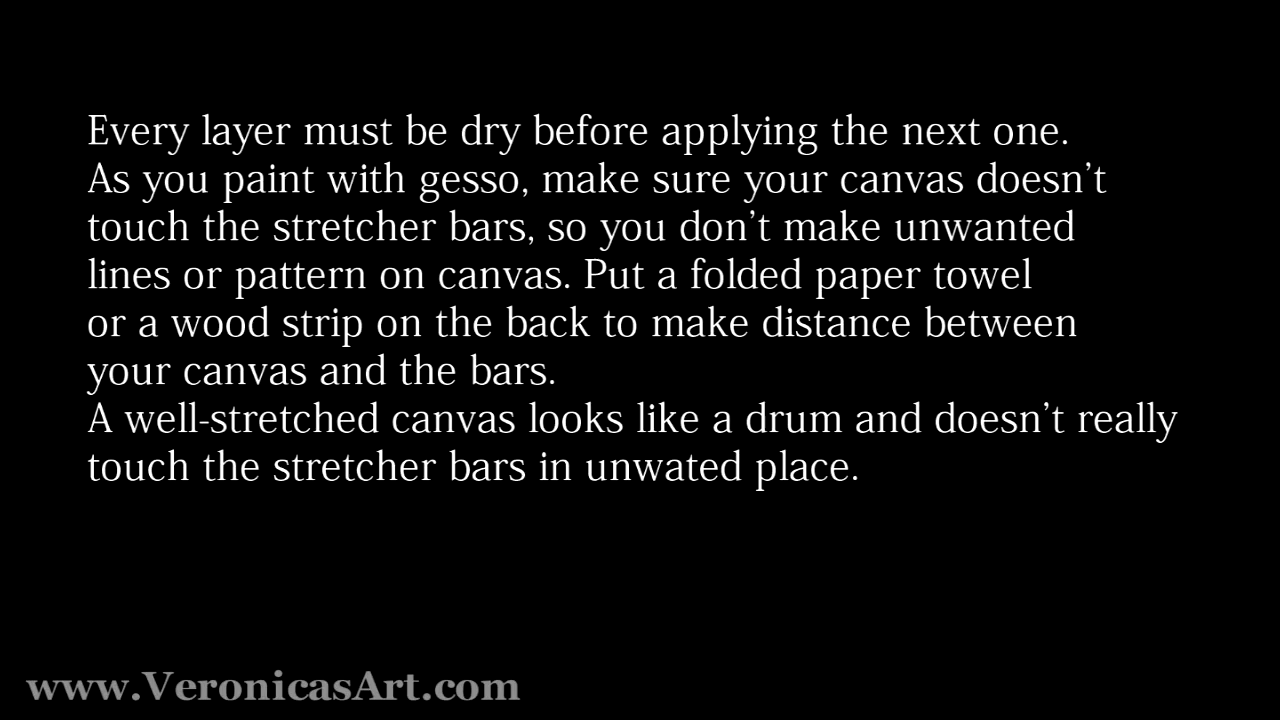 Every layer must be dry before applying the next one.
As you paint with gesso, make sure your canvas doesn’t
touch the stretcher bars, so you don’t make unwanted
lines or pattern on canvas. Put a folded paper towel
or a wood strip on the back to make distance between
your canvas and the bars.
A well-stretched canvas looks like a drum and doesn’t really
touch the stretcher bars in unwated place.
www.VeronicasArt.com